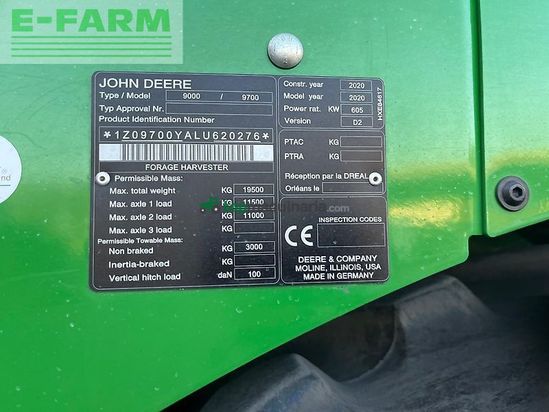 E-FARM
JOHN DEERE
Type / Model 9000 / 9700
Typ Approval Nr.
Product Identification Number
*1Z09700YALU620276*
FORAGE HARVESTER
Permissible Mass:
Max. total weight KG 19500
Max. axle 1 load KG 11500
Max. axle 2 load KG 11000
Max. axle 3 load KG
Permissible Towable Mass:
Non braked KG 3000
Inertia-braked KG
Vertical hitch load daN 100
Constr. year 2020
Model year 2020
Power rat. KW 605
Version D2
HXE84617
PTAC KG
PTRA KG
Réception par la DREAL
Orléans le
INSPECTION CODES
CE
DEERE & COMPANY
MOLINE, ILLINOIS, USA
MADE IN GERMANY